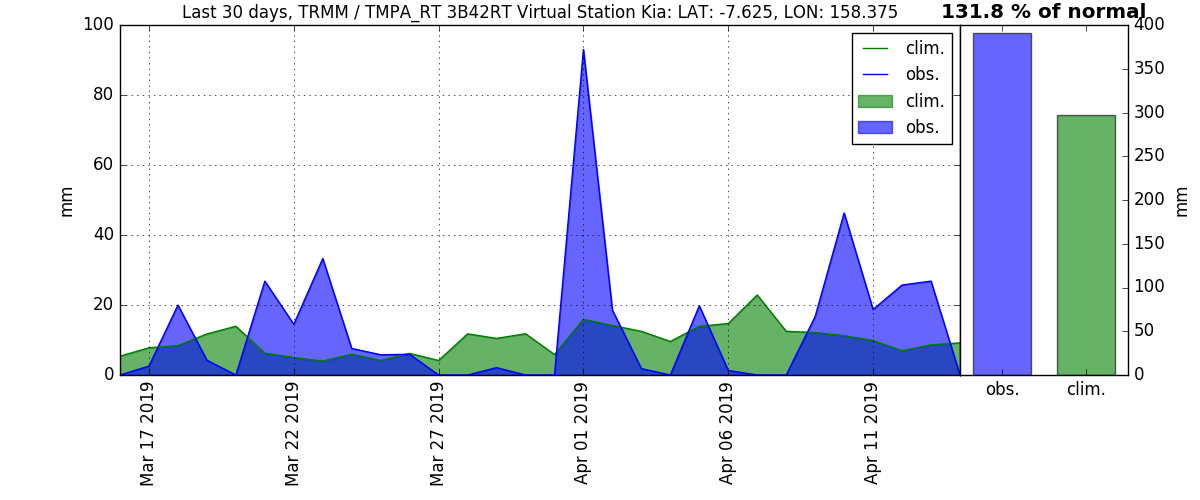 Last 30 days, TRMM / TMPA_RT 3B42RT Virtual Station Kia: LAT: -7.625, LON: 158.375
131.8 % of normal
100
80
60
40
20
0
mm
clim.
obs.
clim.
obs.
400
350
300
250
200
150
100
50
0
mm
obs.
clim.
Mar 17 2019
Mar 22 2019
Mar 27 2019
Apr 01 2019
Apr 06 2019
Apr 11 2019